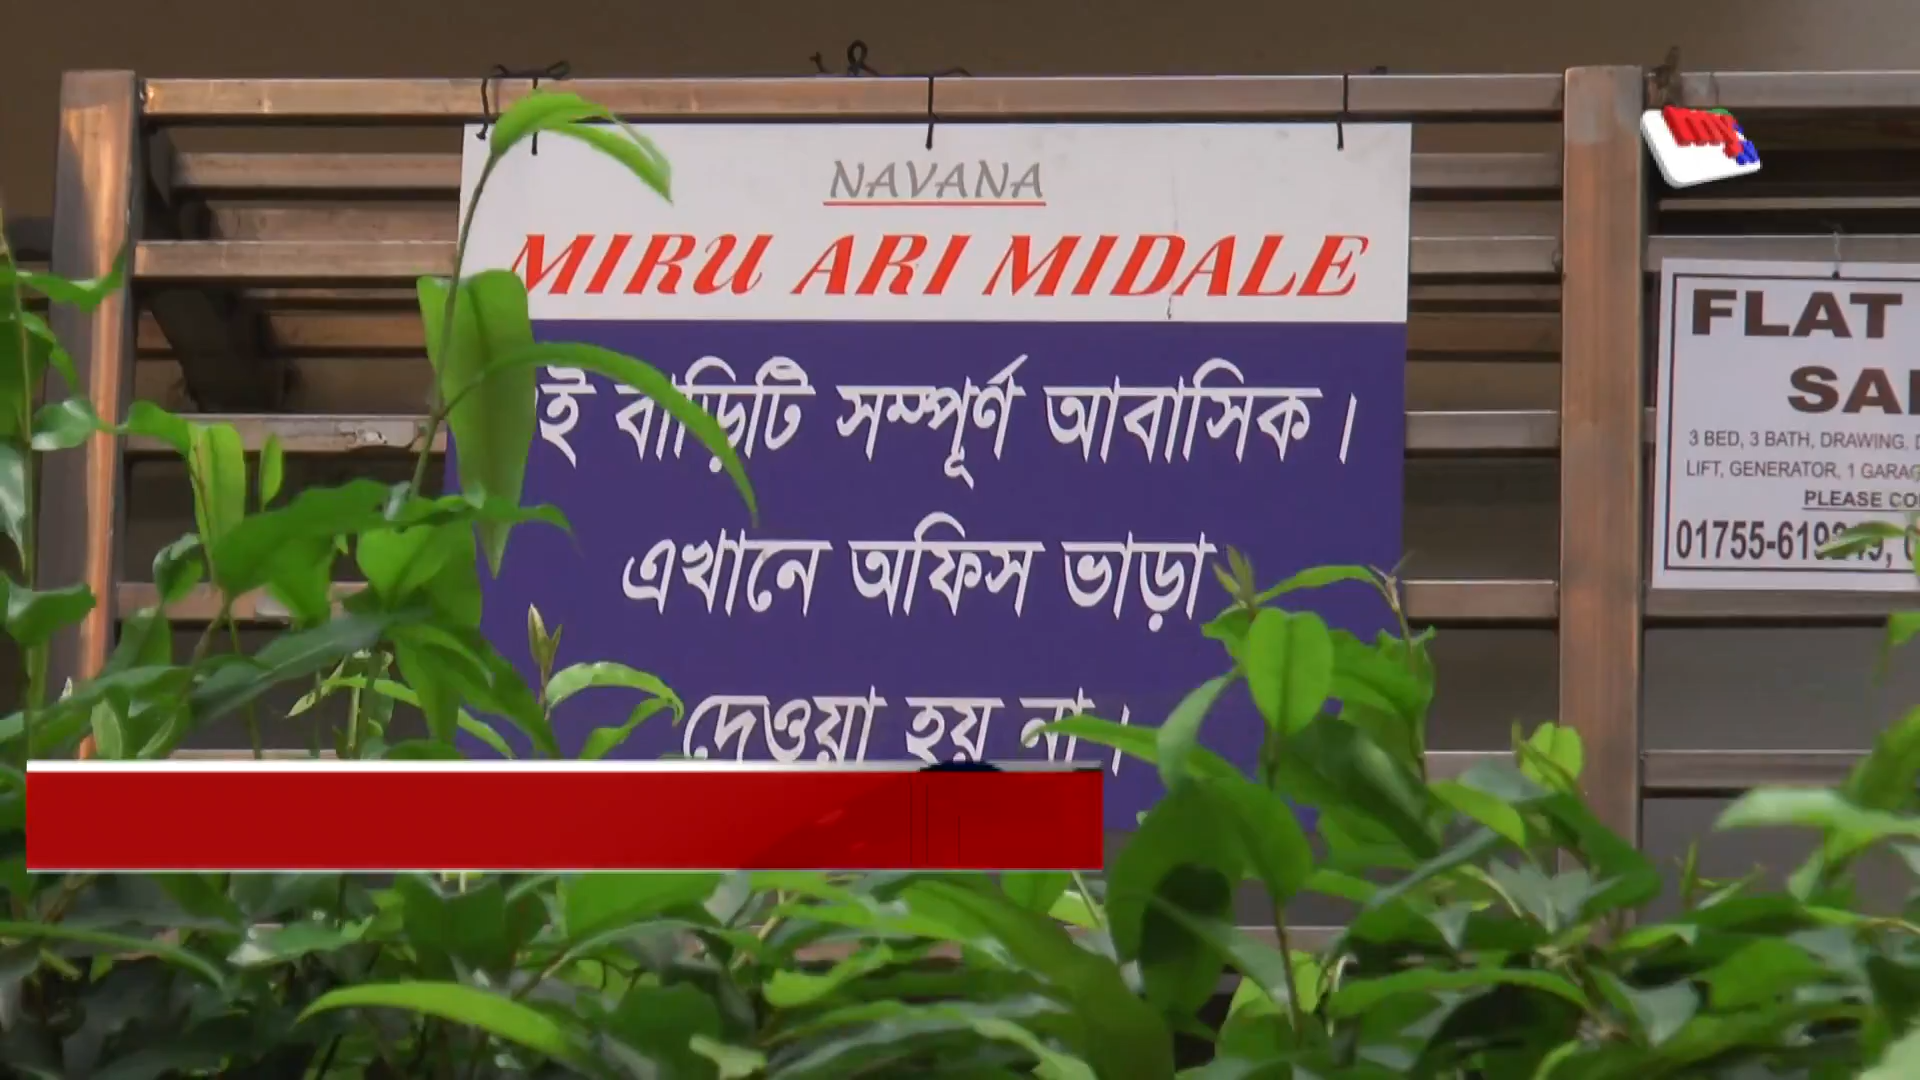 NAVANA
MIRU ARI MIDALE
বাড়িটি সম্পূর্ণ আবাসিক।
এখানে অফিস ভাড়া
দেওয়া হয় না।
my
FLAT
3 BED, 3 BATH, DRAWING,
LIFT, GENERATOR, 1
PLEASE